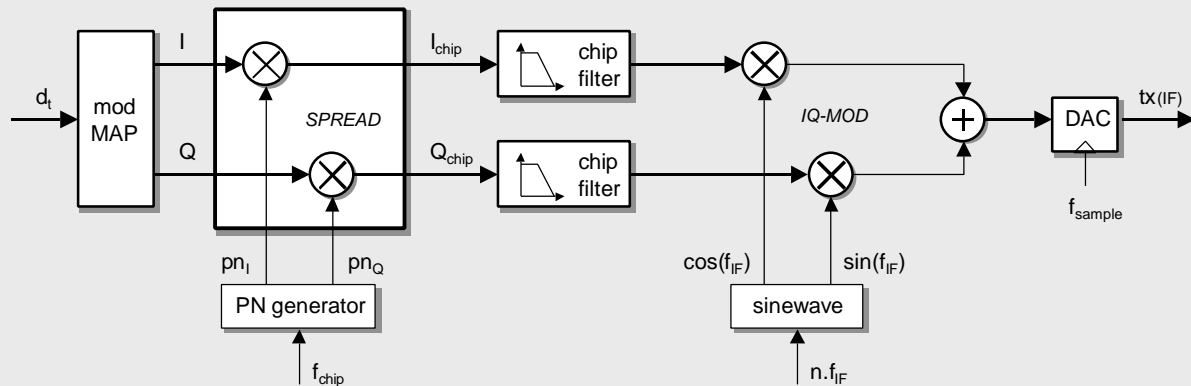 d_t
mod
MAP
I
Q
SPREAD
pn_I
pn_Q
PN generator
f_chip
I_chip
Q_chip
chip
filter
chip
filter
IQ-MOD
cos(f_IF)
sin(f_IF)
sinewave
n.f_IF
DAC
tx(IF)
f_sample